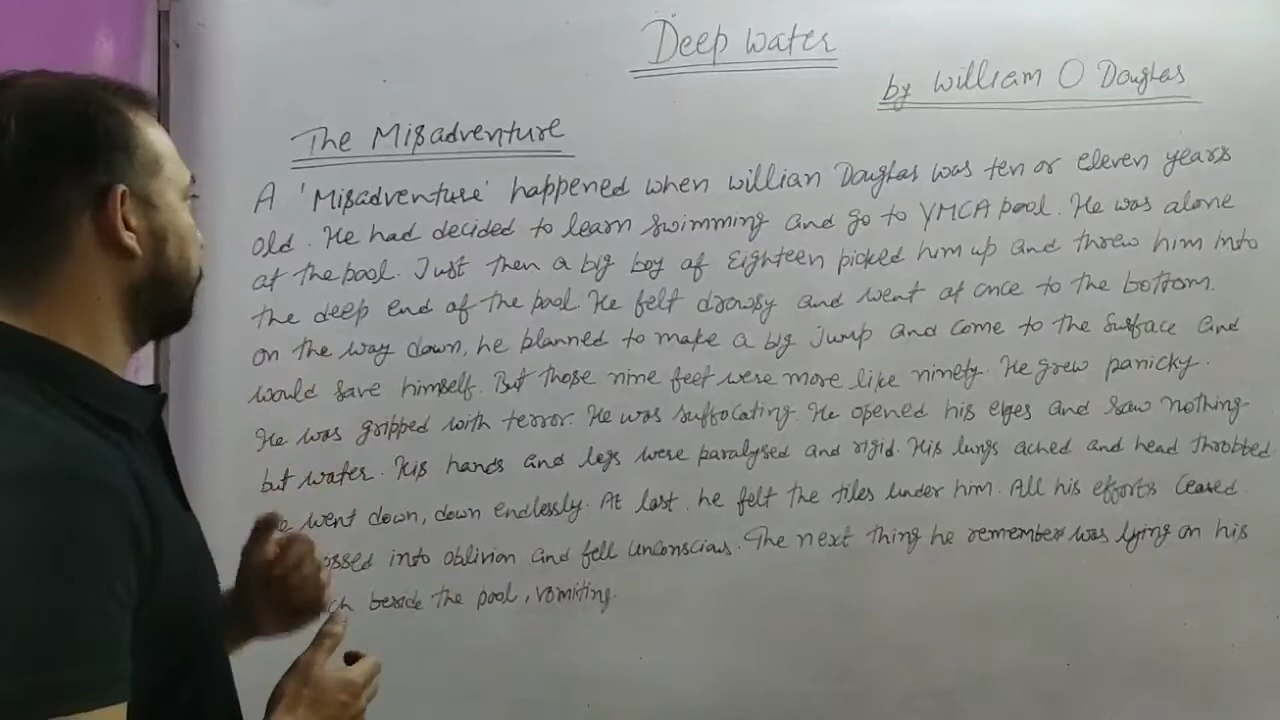 Deep Water
by William O Douglas
The Misadventure
A 'Misadventure' happened when willian Douglas was ten or eleven years
old. He had decided to learn swimming and go to YMCA pool. He was alone
at the pool. Just then a big boy of Eighteen picked him up and threw him into
the deep end of the pool. He felt drowsy and went at once to the bottom.
on the way down, he planned to make a big jump and come to the surface and
would save himself. But those nine feet were more like ninety. He grew panicky.
He was gripped with terror. He was suffocating. He opened his eyes and saw nothing
but water. His hands and legs were paralysed and rigid. His lungs ached and head throbbed
went down, down endlessly. At last, he felt the tiles under him. All his efforts ceased.
into oblivion and fell unconscious. The next thing he remember was lying on his
beside the pool, vomiting.